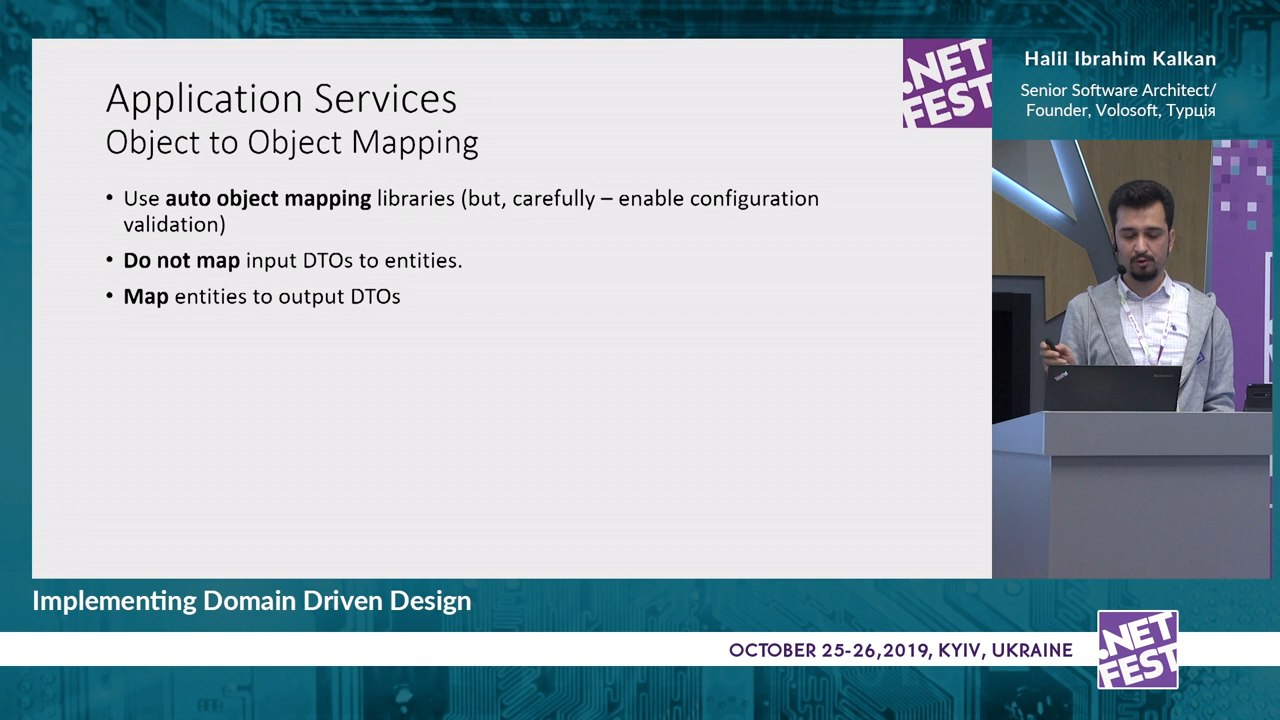 Application Services
Object to Object Mapping
• Use auto object mapping libraries (but, carefully – enable configuration
validation)
• Do not map input DTOs to entities.
• Map entities to output DTOs
.NET
FEST
Halil Ibrahim Kalkan
Senior Software Architect/
Founder, Volosoft, Турція
Implementing Domain Driven Design
OCTOBER 25-26,2019, KYIV, UKRAINE
.NET
FEST